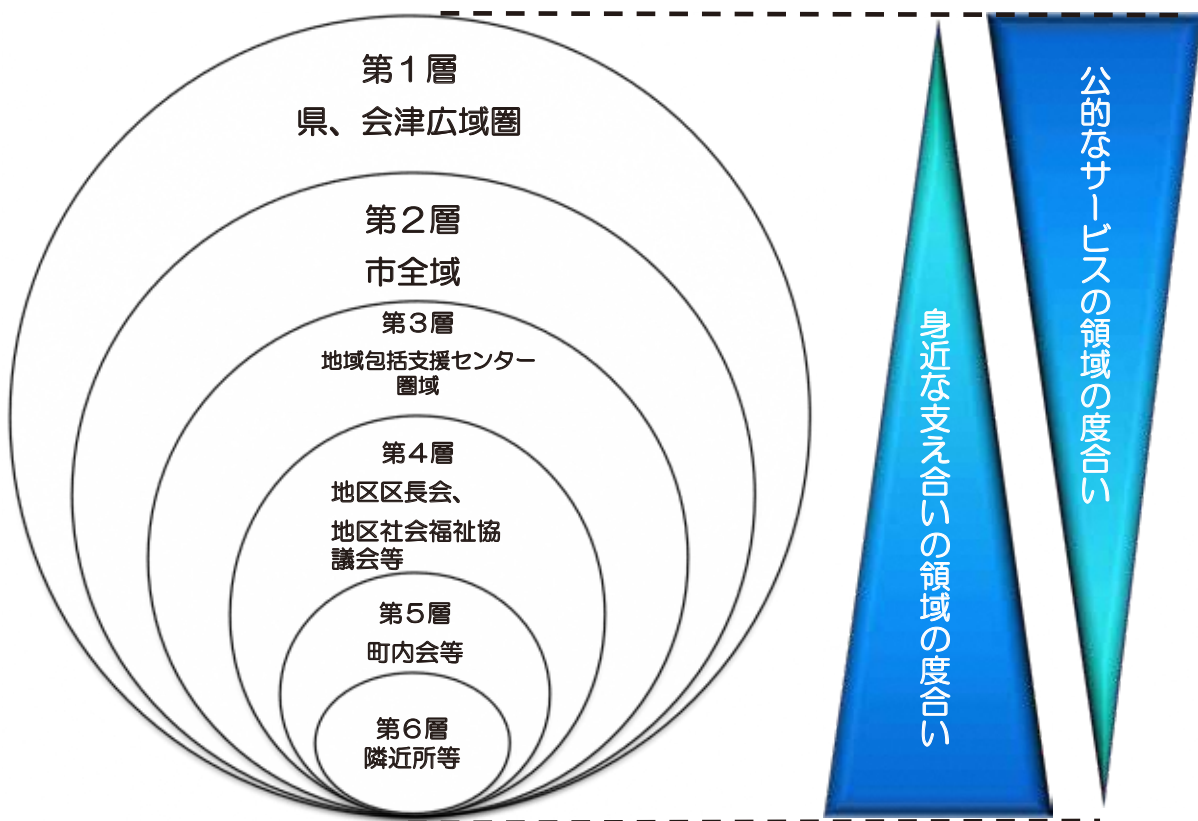 第１層
県、会津広域圏
第２層
市全域
第３層
地域包括支援センター
圏域
第４層
地区区長会、
地区社会福祉協
議会等
第５層
町内会等
第６層
隣近所等
身近な支え合いの領域の度合い
公的なサービスの領域の度合い